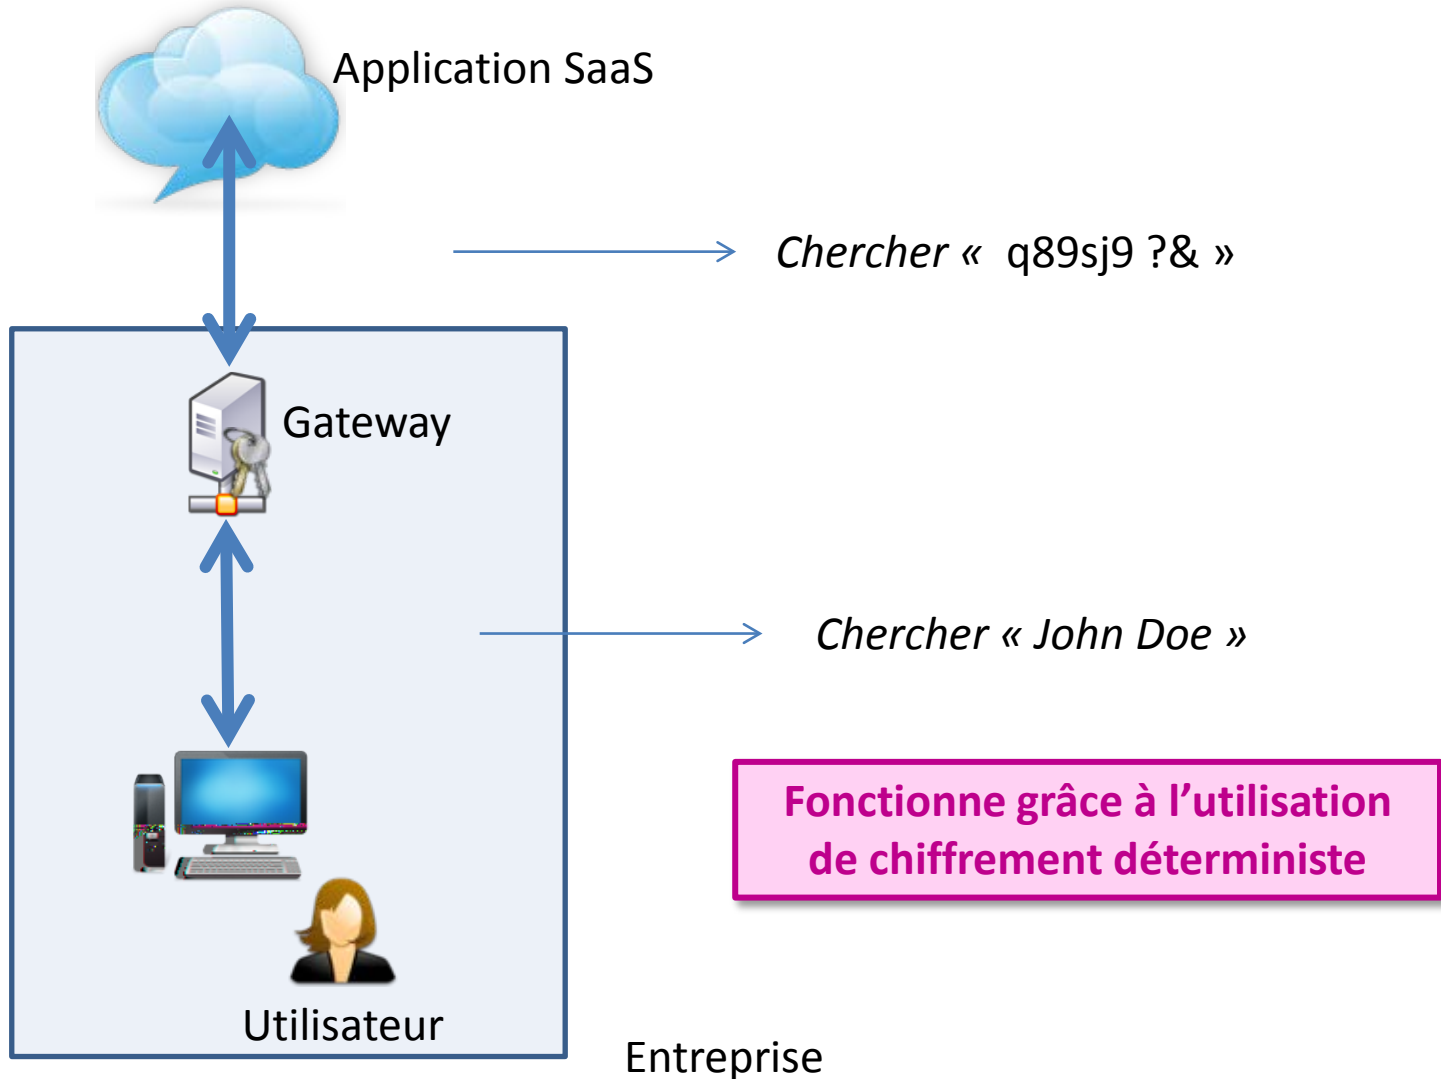 Application SaaS
Chercher «  q89sj9 ?& »
Gateway
Chercher « John Doe »
Fonctionne grâce à l’utilisation
de chiffrement déterministe
Utilisateur
Entreprise